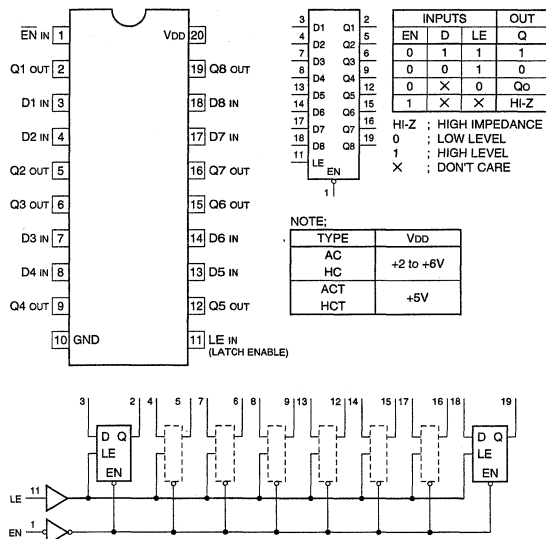 EN IN 1
VDD 20
Q1 OUT 2
19 Q8 OUT
D1 IN 3
18 D8 IN
D2 IN 4
17 D7 IN
Q2 OUT 5
16 Q7 OUT
Q3 OUT 6
15 Q6 OUT
D3 IN 7
14 D6 IN
D4 IN 8
13 D5 IN
Q4 OUT 9
12 Q5 OUT
10 GND
11 LE IN
(LATCH ENABLE)
3 D1 Q1 2
4 D2 Q2 5
7 D3 Q3 6
8 D4 Q4 9
13 D5 Q5 12
14 D6 Q6 15
17 D7 Q7 16
18 D8 Q8 19
11 LE
EN
1
INPUTS OUT
EN D LE Q
0 1 1 1
0 0 1 0
0 × 0 Qo
1 × × HI-Z
HI-Z ; HIGH IMPEDANCE
0 ; LOW LEVEL
1 ; HIGH LEVEL
× ; DON'T CARE
NOTE;
TYPE VDD
AC
HC
+2 to +6V
ACT
HCT
+5V
3 2 4 5 7 6 8 9 13 12 14 15 17 16 18 19
D Q
LE
EN
D Q
LE
EN
LE 11
EN 1